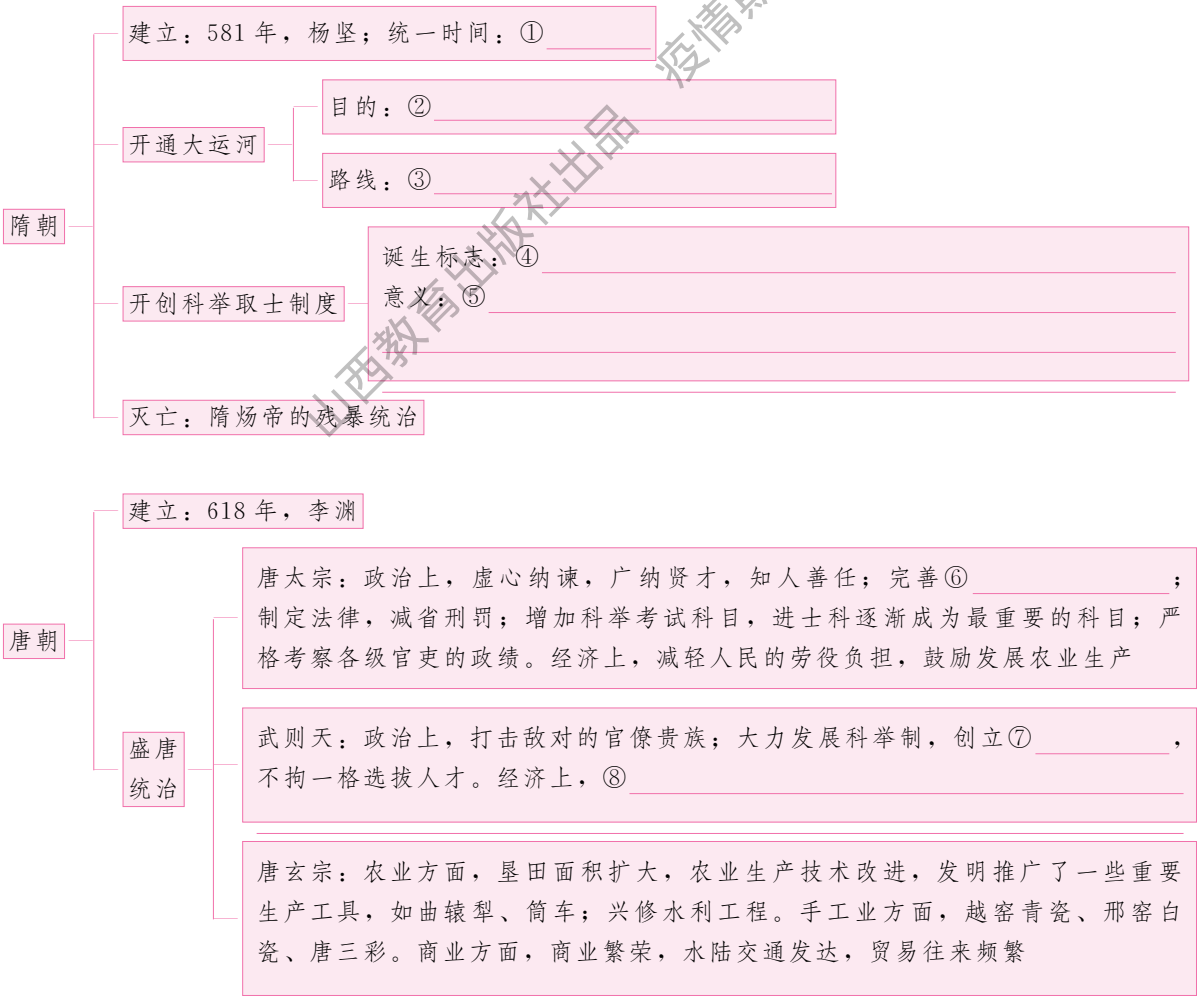 建立：581 年，杨坚；统一时间：①
目的：②
开通大运河
路线：③
隋朝
诞生标志：④
开创科举取士制度
意义：⑤
灭亡：隋炀帝的残暴统治
建立：618 年，李渊
唐太宗：政治上，虚心纳谏，广纳贤才，知人善任；完善⑥ ；
制定法律，减省刑罚；增加科举考试科目，进士科逐渐成为最重要的科目；严
格考察各级官吏的政绩。经济上，减轻人民的劳役负担，鼓励发展农业生产
唐朝
盛唐
统治
武则天：政治上，打击敌对的官僚贵族；大力发展科举制，创立⑦ ，
不拘一格选拔人才。经济上，⑧
唐玄宗：农业方面，垦田面积扩大，农业生产技术改进，发明推广了一些重要
生产工具，如曲辕犁、筒车；兴修水利工程。手工业方面，越窑青瓷、邢窑白
瓷、唐三彩。商业方面，商业繁荣，水陆交通发达，贸易往来频繁
山西教育出版社出品 疫情